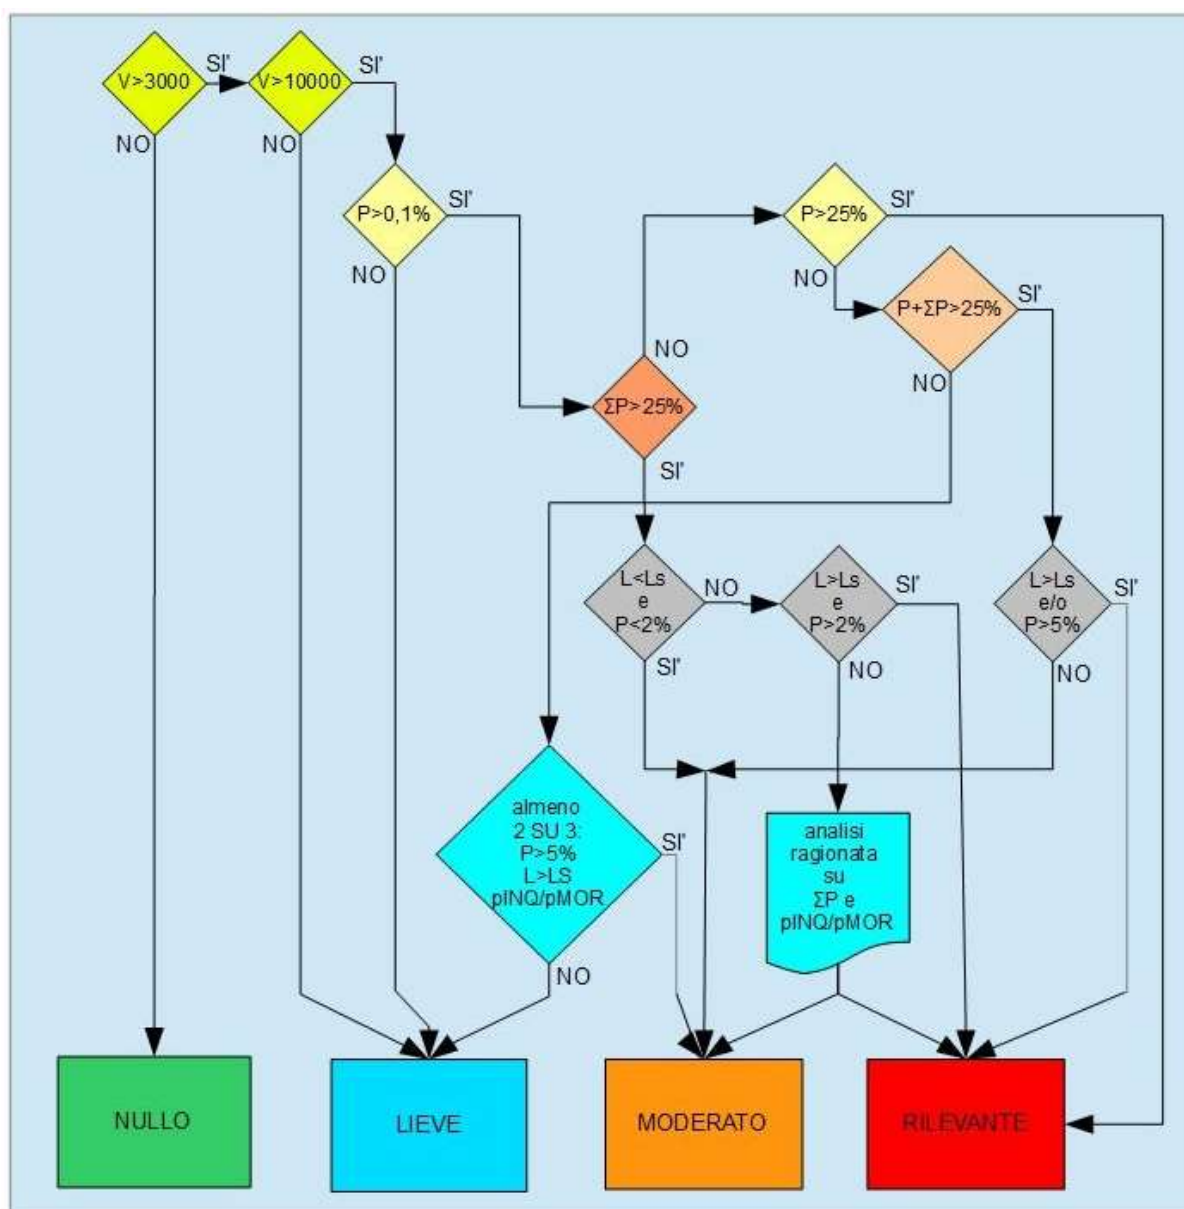 V>3000
SI'
V>10000
SI'
NO
NO
P>0,1%
SI'
NO
P>25%
SI'
NO
P+ΣP>25%
SI'
NO
NO
ΣP>25%
SI'
L<Ls
e
P<2%
NO
SI'
L>Ls
e
P>2%
SI'
NO
L>Ls
e/o
P>5%
SI'
NO
almeno
2 SU 3:
P>5%
L>LS
pINQ/pMOR
SI'
NO
analisi
ragionata
su
ΣP e
pINQ/pMOR
NULLO
LIEVE
MODERATO
RILEVANTE